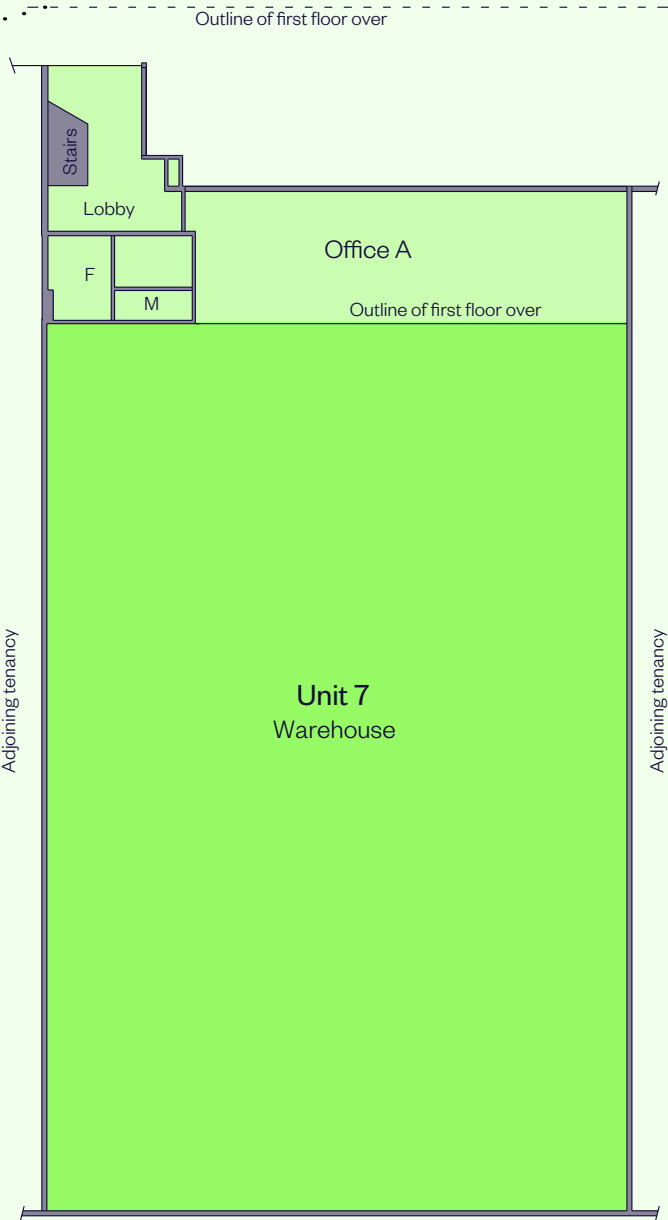 Outline of first floor over
Stairs
Lobby
Office A
F
M
Outline of first floor over
Adjoining tenancy
Unit 7
Warehouse
Adjoining tenancy